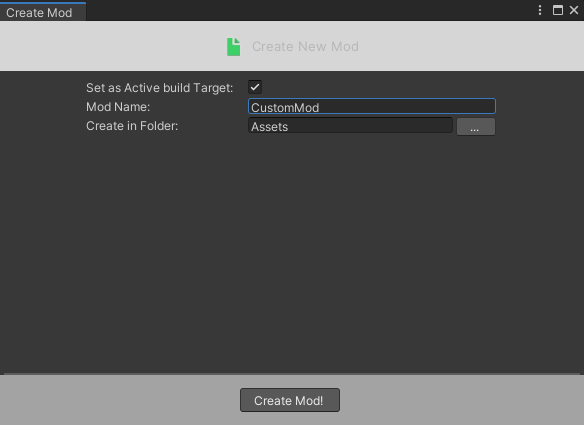 Create Mod
Create New Mod
Set as Active build Target:
Mod Name: CustomMod
Create in Folder: Assets ...
Create Mod!